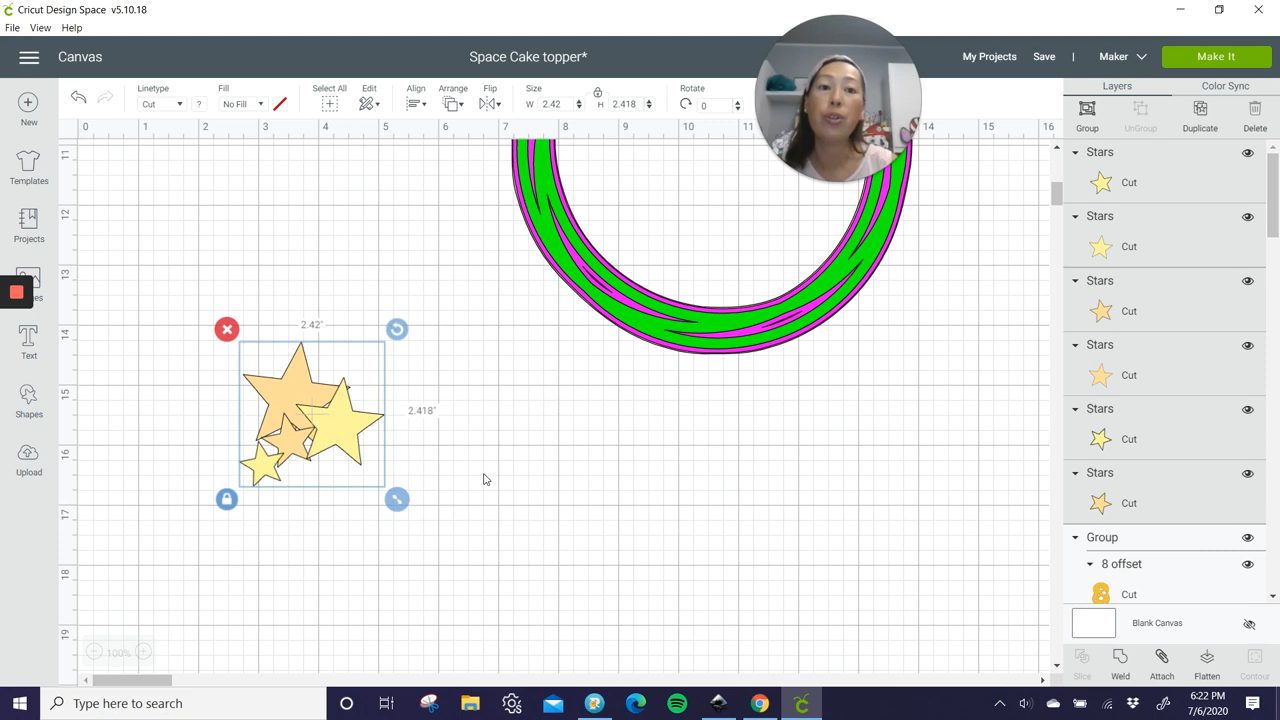 Cricut Design Space v5.10.18
File View Help
Canvas
Space Cake topper*
My Projects Save | Maker Make It
Linetype
Cut
?
Fill
No Fill
Select All
Edit
Align
Arrange
Flip
Size
W 2.42
H 2.418
Rotate
0
Layers
Color Sync
Group
UnGroup
Duplicate
Delete
New
Templates
Projects
Text
Shapes
Upload
0 1 2 3 4 5 6 7 8 9 10 11 14 16
11
12
13
14
15
16
17
18
19
2.42"
2.418"
100%
Stars
Cut
Stars
Cut
Stars
Cut
Stars
Cut
Stars
Cut
Stars
Cut
Group
8 offset
Cut
Blank Canvas
Slice
Weld
Attach
Flatten
Contour
Type here to search
6:22 PM
7/6/2020